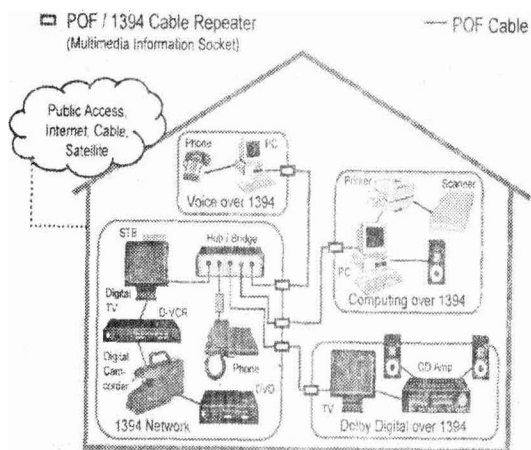 POF / 1394 Cable Repeater
(Multimedia Information Socket)
POF Cable
Public Access,
Internet, Cable,
Satellite
Phone
PC
Voice over 1394
Printer
Scanner
PC
Computing over 1394
STB
Hub / Bridge
Digital
TV
D-VCR
Digital
Cam-
corder
Phone
DVD
1394 Network
CD Amp
TV
Dolby Digital over 1394